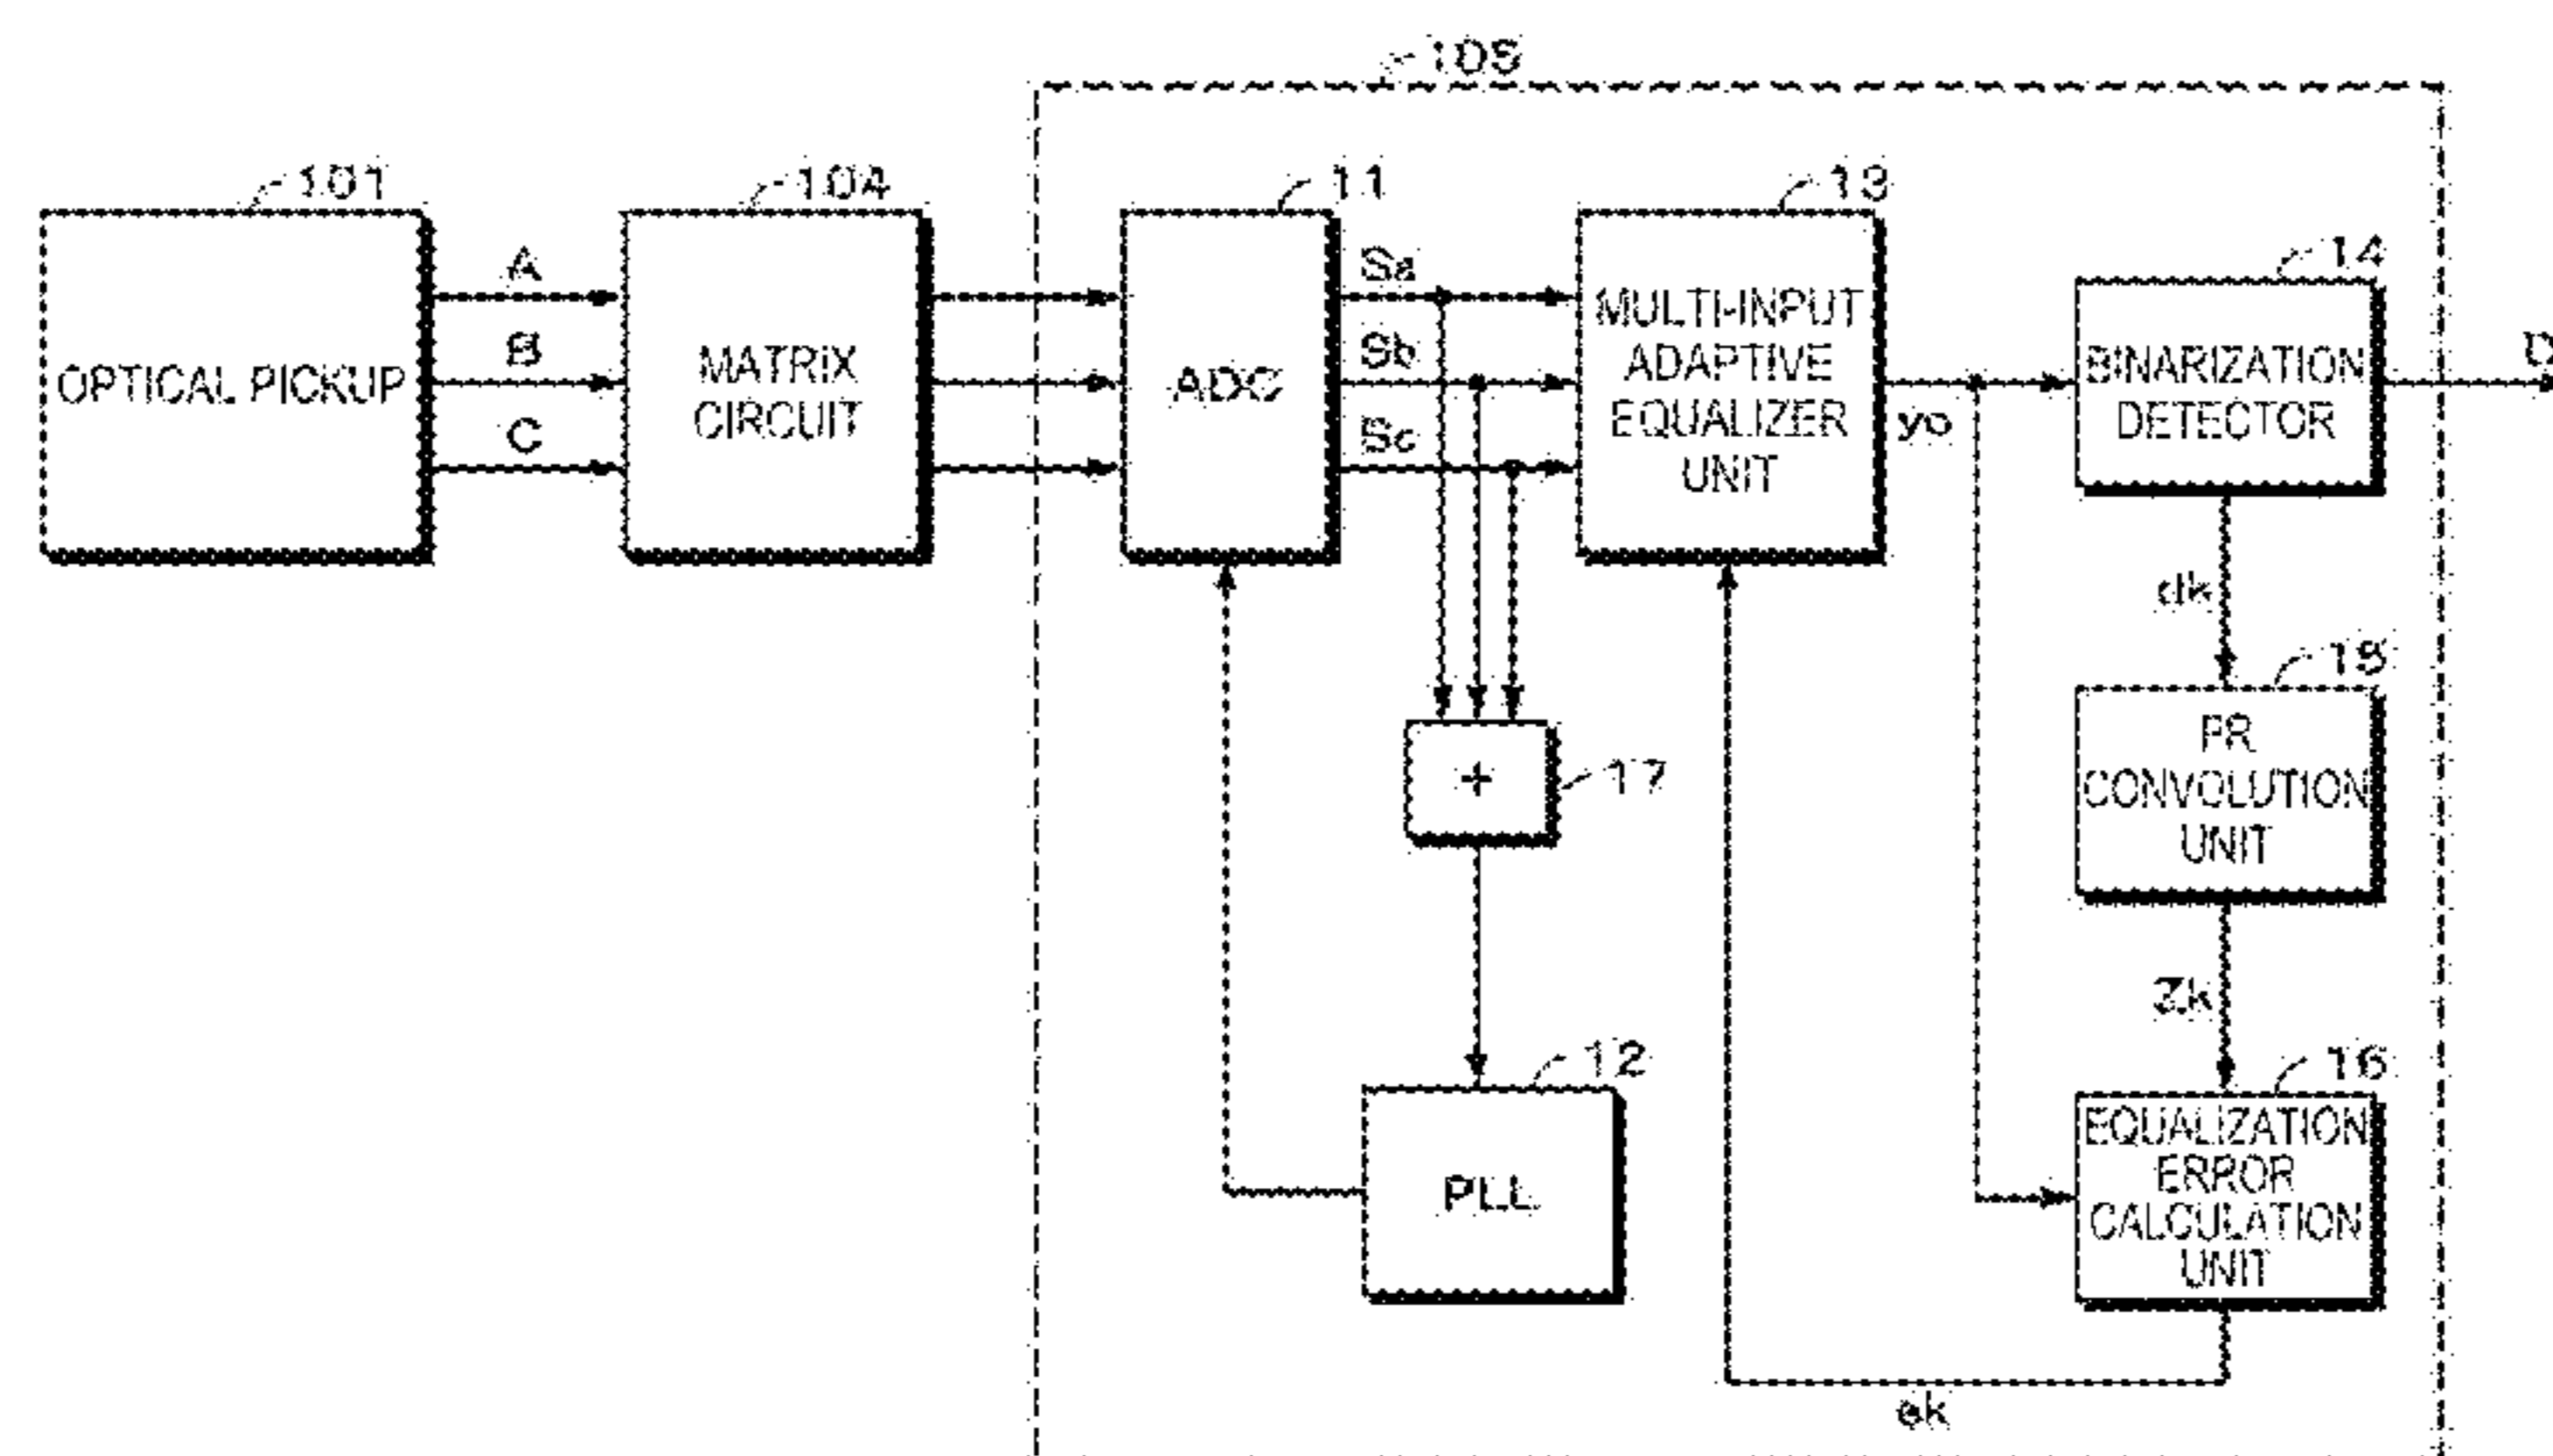 105
101
104
11
13
14
OPTICAL PICKUP
A
B
C
MATRIX
CIRCUIT
ADC
Sa
Sb
Sc
MULTI-INPUT
ADAPTIVE
EQUALIZER
UNIT
yo
BINARIZATION
DETECTOR
dk
15
PR
CONVOLUTION
UNIT
+
17
Zk
12
PLL
16
EQUALIZATION
ERROR
CALCULATION
UNIT
ek